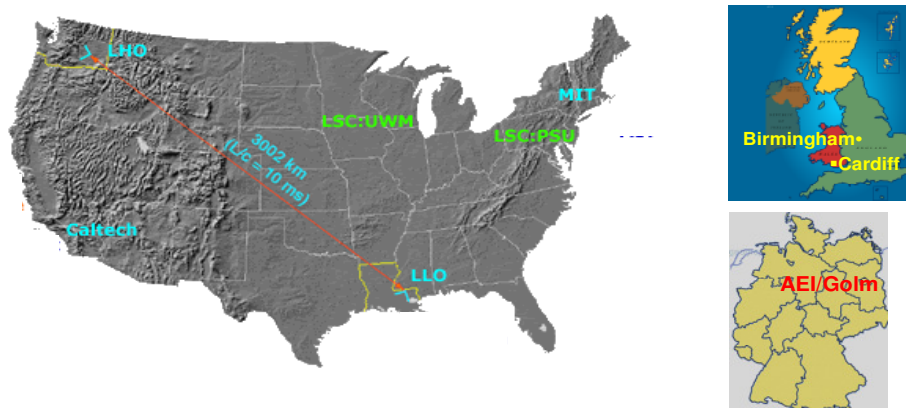 LHO
MIT
LSC:UWM
LSC:PSU
3002 km
(L/c = 10 ms)
Caltech
LLO
Birmingham
Cardiff
AEI/Golm